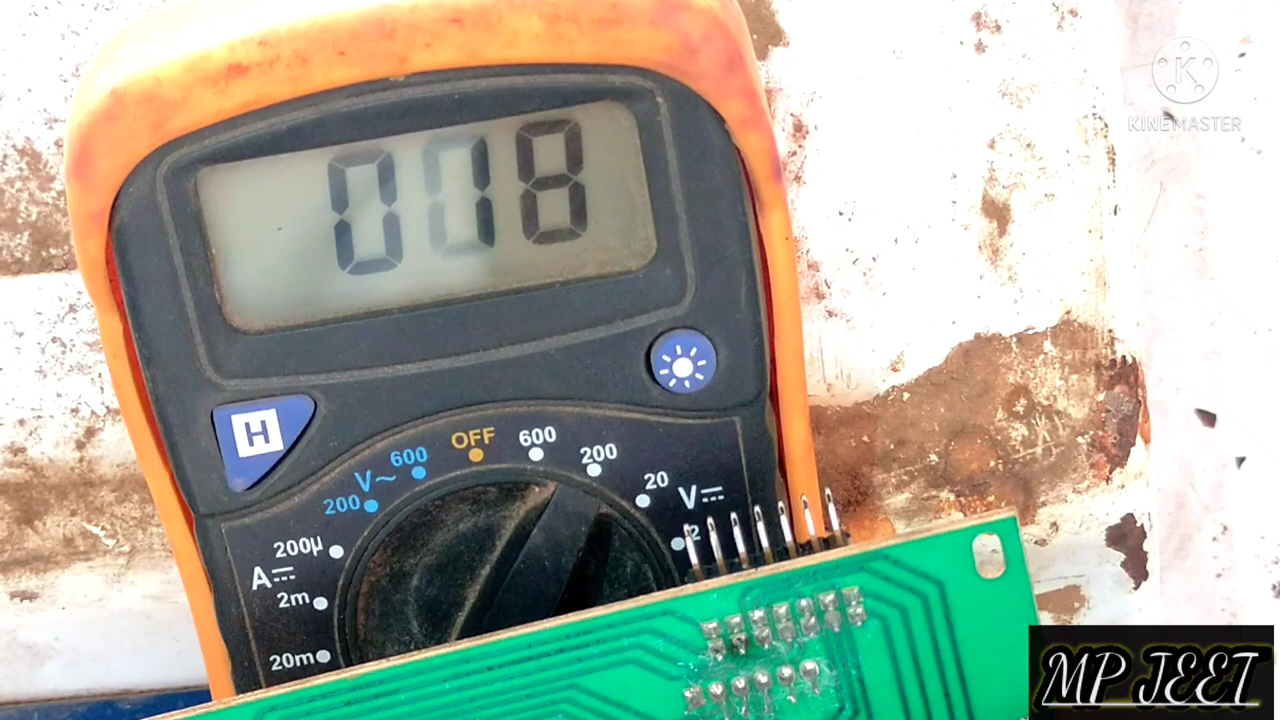 018
KINEMASTER
H
OFF
600
200
20
V
2
V~
600
200
200µ
A
2m
20m
MP JEET